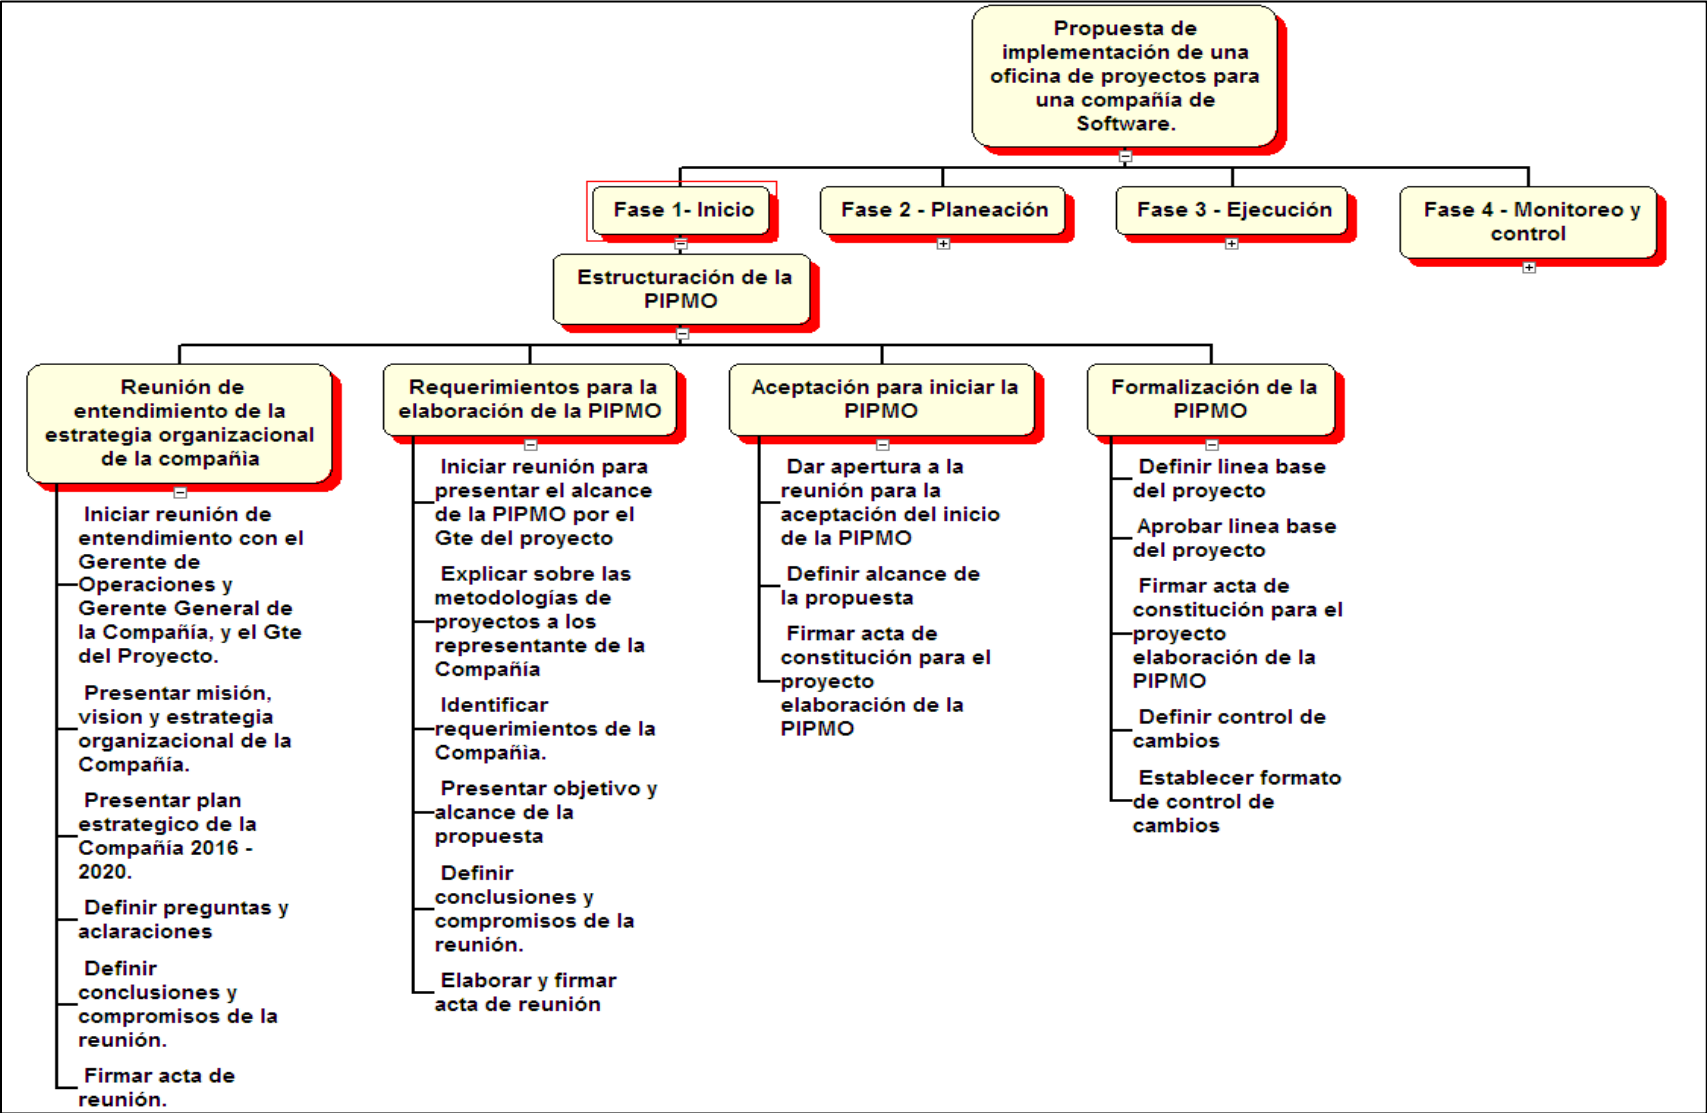 Propuesta de
implementación de una
oficina de proyectos para
una compañía de
Software.
Fase 1- Inicio
Fase 2 - Planeación
Fase 3 - Ejecución
Fase 4 - Monitoreo y
control
Estructuración de la
PIPMO
Reunión de
entendimiento de la
estrategia organizacional
de la compañìa
Iniciar reunión de
entendimiento con el
Gerente de
Operaciones y
Gerente General de
la Compañía, y el Gte
del Proyecto.
Presentar misión,
vision y estrategia
organizacional de la
Compañía.
Presentar plan
estrategico de la
Compañía 2016 -
2020.
Definir preguntas y
aclaraciones
Definir
conclusiones y
compromisos de la
reunión.
Firmar acta de
reunión.
Requerimientos para la
elaboración de la PIPMO
Iniciar reunión para
presentar el alcance
de la PIPMO por el
Gte del proyecto
Explicar sobre las
metodologías de
proyectos a los
representante de la
Compañía
Identificar
requerimientos de la
Compañìa.
Presentar objetivo y
alcance de la
propuesta
Definir
conclusiones y
compromisos de la
reunión.
Elaborar y firmar
acta de reunión
Aceptación para iniciar la
PIPMO
Dar apertura a la
reunión para la
aceptación del inicio
de la PIPMO
Definir alcance de
la propuesta
Firmar acta de
constitución para el
proyecto
elaboración de la
PIPMO
Formalización de la
PIPMO
Definir linea base
del proyecto
Aprobar linea base
del proyecto
Firmar acta de
constitución para el
proyecto
elaboración de la
PIPMO
Definir control de
cambios
Establecer formato
de control de
cambios